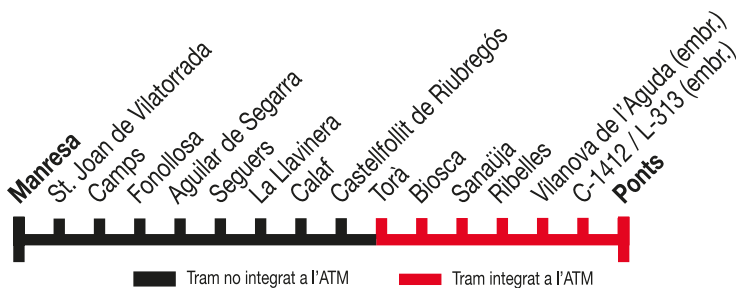 Manresa
St. Joan de Vilatorrada
Camps
Fonollosa
Aguilar de Segarra
Seguers
La Llavinera
Calaf
Castellfollit de Riubregós
Torà
Biosca
Sanaüja
Ribelles
Vilanova de l'Aguda (embr.)
C-1412 / L-313 (embr.)
Ponts
Tram no integrat a l'ATM
Tram integrat a l'ATM